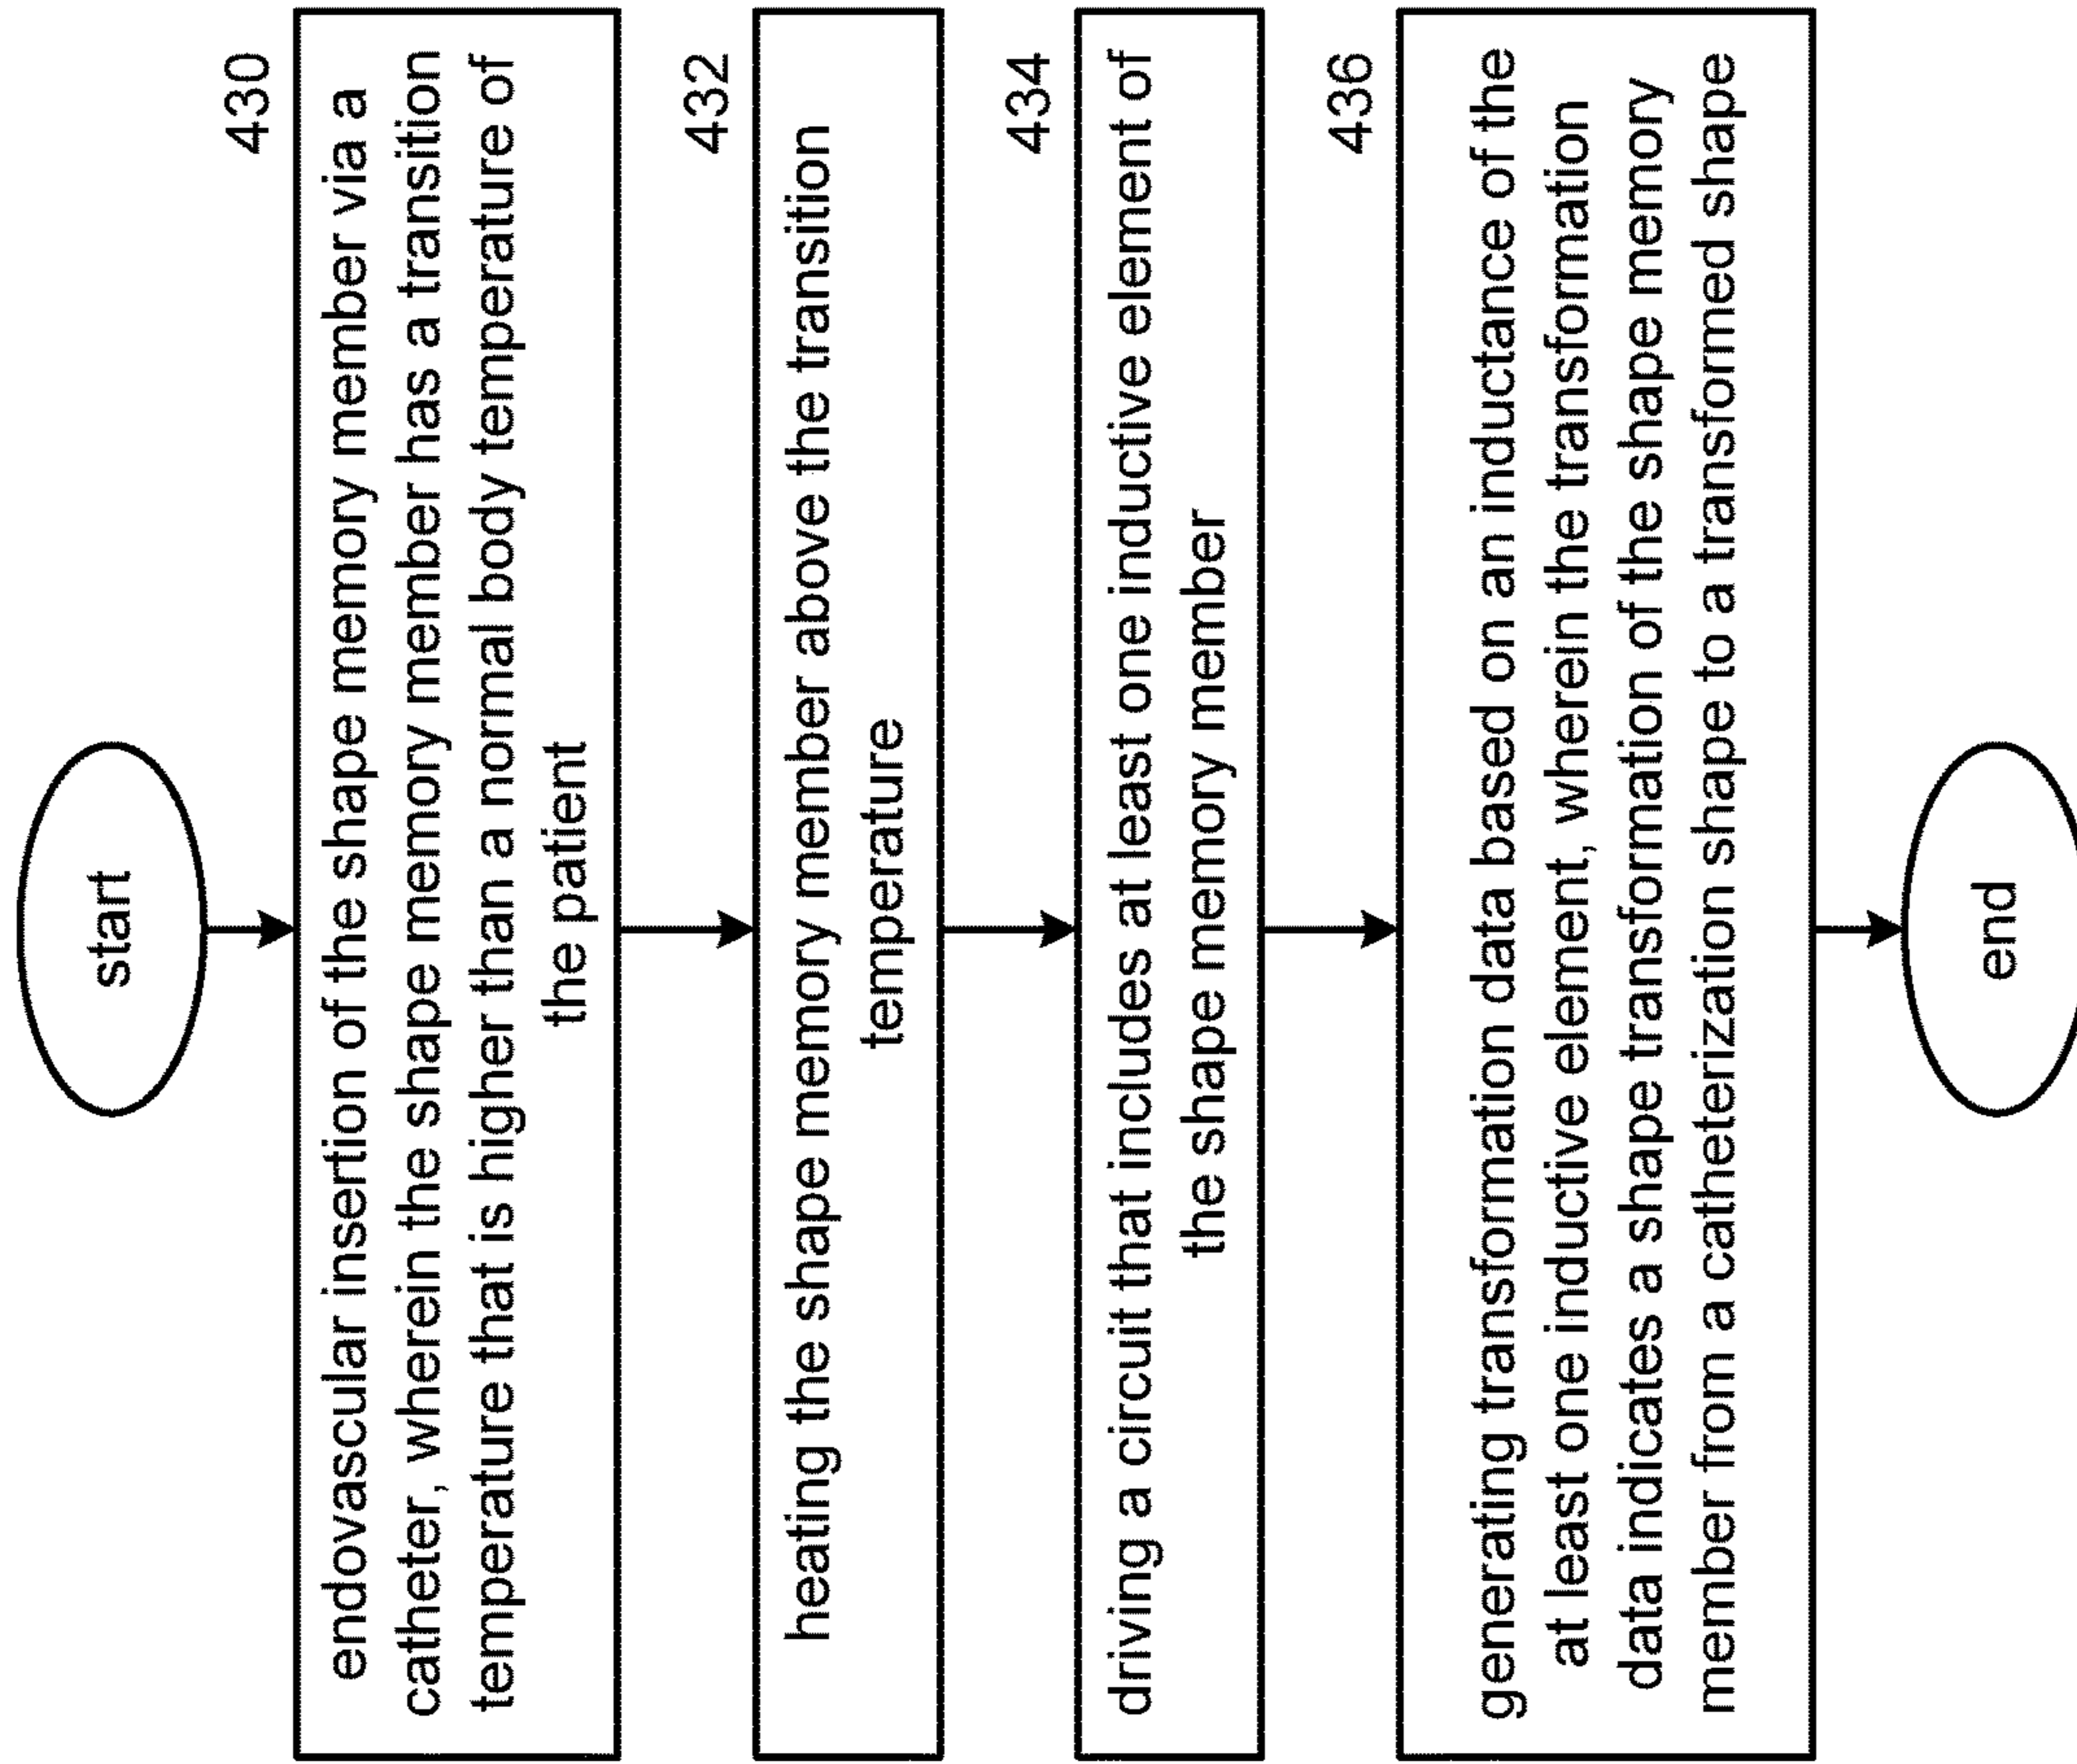 start
430
endovascular insertion of the shape memory member via a
catheter, wherein the shape memory member has a transition
temperature that is higher than a normal body temperature of
the patient
432
heating the shape memory member above the transition
temperature
434
driving a circuit that includes at least one inductive element of
the shape memory member
436
generating transformation data based on an inductance of the
at least one inductive element, wherein the transformation
data indicates a shape transformation of the shape memory
member from a catheterization shape to a transformed shape
end